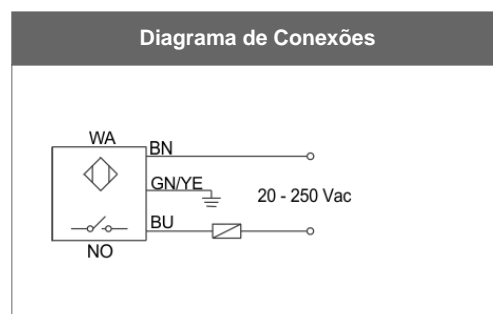 Diagrama de Conexões
WA
BN
GN/YE
20 - 250 Vac
BU
NO